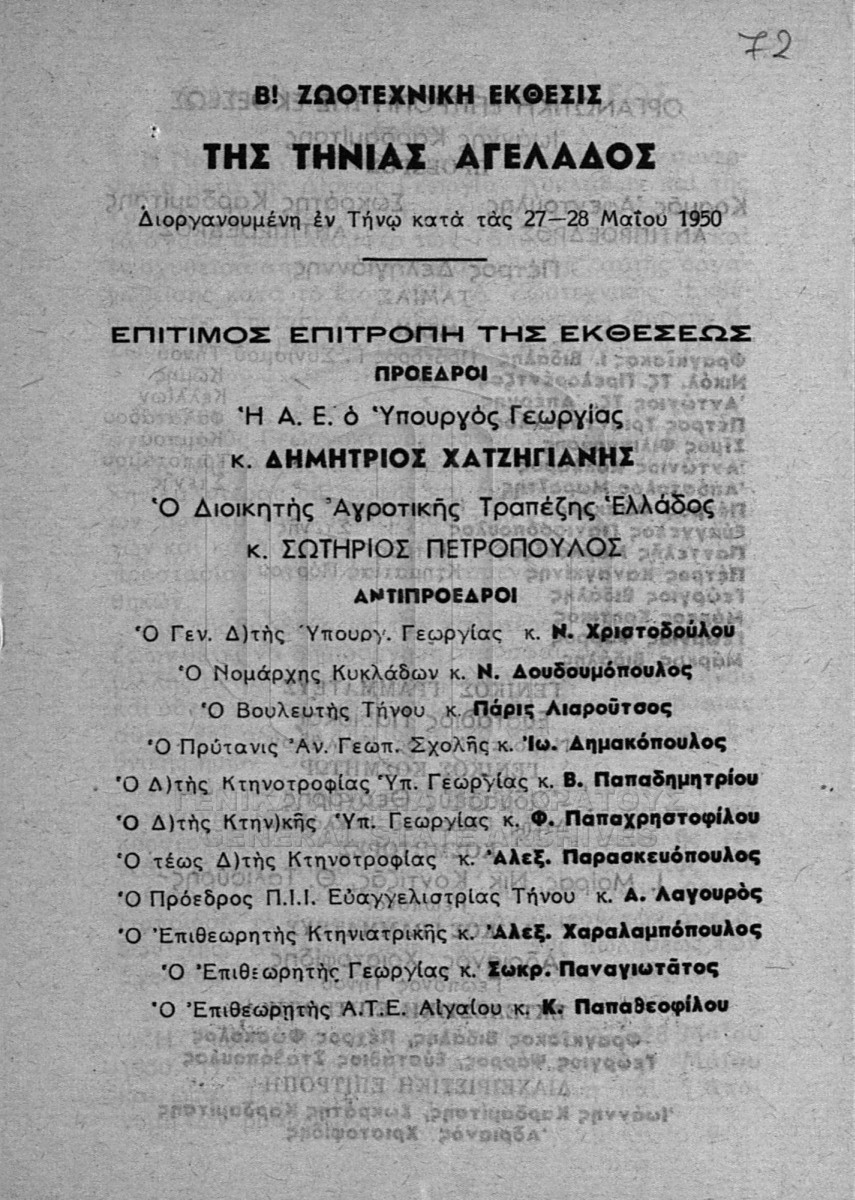 72
Β! ΖΩΟΤΕΧΝΙΚΗ ΕΚΘΕΣΙΣ
ΤΗΣ ΤΗΝΙΑΣ ΑΓΕΛΑΔΟΣ
Διοργανουμένη ἐν Τήνῳ κατὰ τὰς 27—28 Μαΐου 1950
ΕΠΙΤΙΜΟΣ ΕΠΙΤΡΟΠΗ ΤΗΣ ΕΚΘΕΣΕΩΣ
ΠΡΟΕΔΡΟΙ
Ἡ Α. Ε. ὁ Ὑπουργὸς Γεωργίας
κ. ΔΗΜΗΤΡΙΟΣ ΧΑΤΖΗΓΙΑΝΗΣ
Ὁ Διοικητὴς Ἀγροτικῆς Τραπέζης Ἑλλάδος
κ. ΣΩΤΗΡΙΟΣ ΠΕΤΡΟΠΟΥΛΟΣ
ΑΝΤΙΠΡΟΕΔΡΟΙ
Ὁ Γεν. Δ)τὴς Ὑπουργ. Γεωργίας κ. Ν. Χριστοδούλου
Ὁ Νομάρχης Κυκλάδων κ. Ν. Δουδουμόπουλος
Ὁ Βουλευτὴς Τήνου κ. Πάρις Λιαροῦτσος
Ὁ Πρύτανις Ἀν. Γεωπ. Σχολῆς κ. Ἰω. Δημακόπουλος
Ὁ Δ)τὴς Κτηνοτροφίας Ὑπ. Γεωργίας κ. Β. Παπαδημητρίου
Ὁ Δ)τὴς Κτην)κῆς Ὑπ. Γεωργίας κ. Φ. Παπαχρηστοφίλου
Ὁ τέως Δ)τὴς Κτηνοτροφίας κ. Ἀλεξ. Παρασκευόπουλος
Ὁ Πρόεδρος Π.Ι.Ι. Εὐαγγελιστρίας Τήνου κ. Α. Λαγουρὸς
Ὁ Ἐπιθεωρητὴς Κτηνιατρικῆς κ. Ἀλεξ. Χαραλαμπόπουλος
Ὁ Ἐπιθεωρητὴς Γεωργίας κ. Σωκρ. Παναγιωτᾶτος
Ὁ Ἐπιθεωρητὴς Α.Τ.Ε. Αἰγαίου κ. Κ. Παπαθεοφίλου